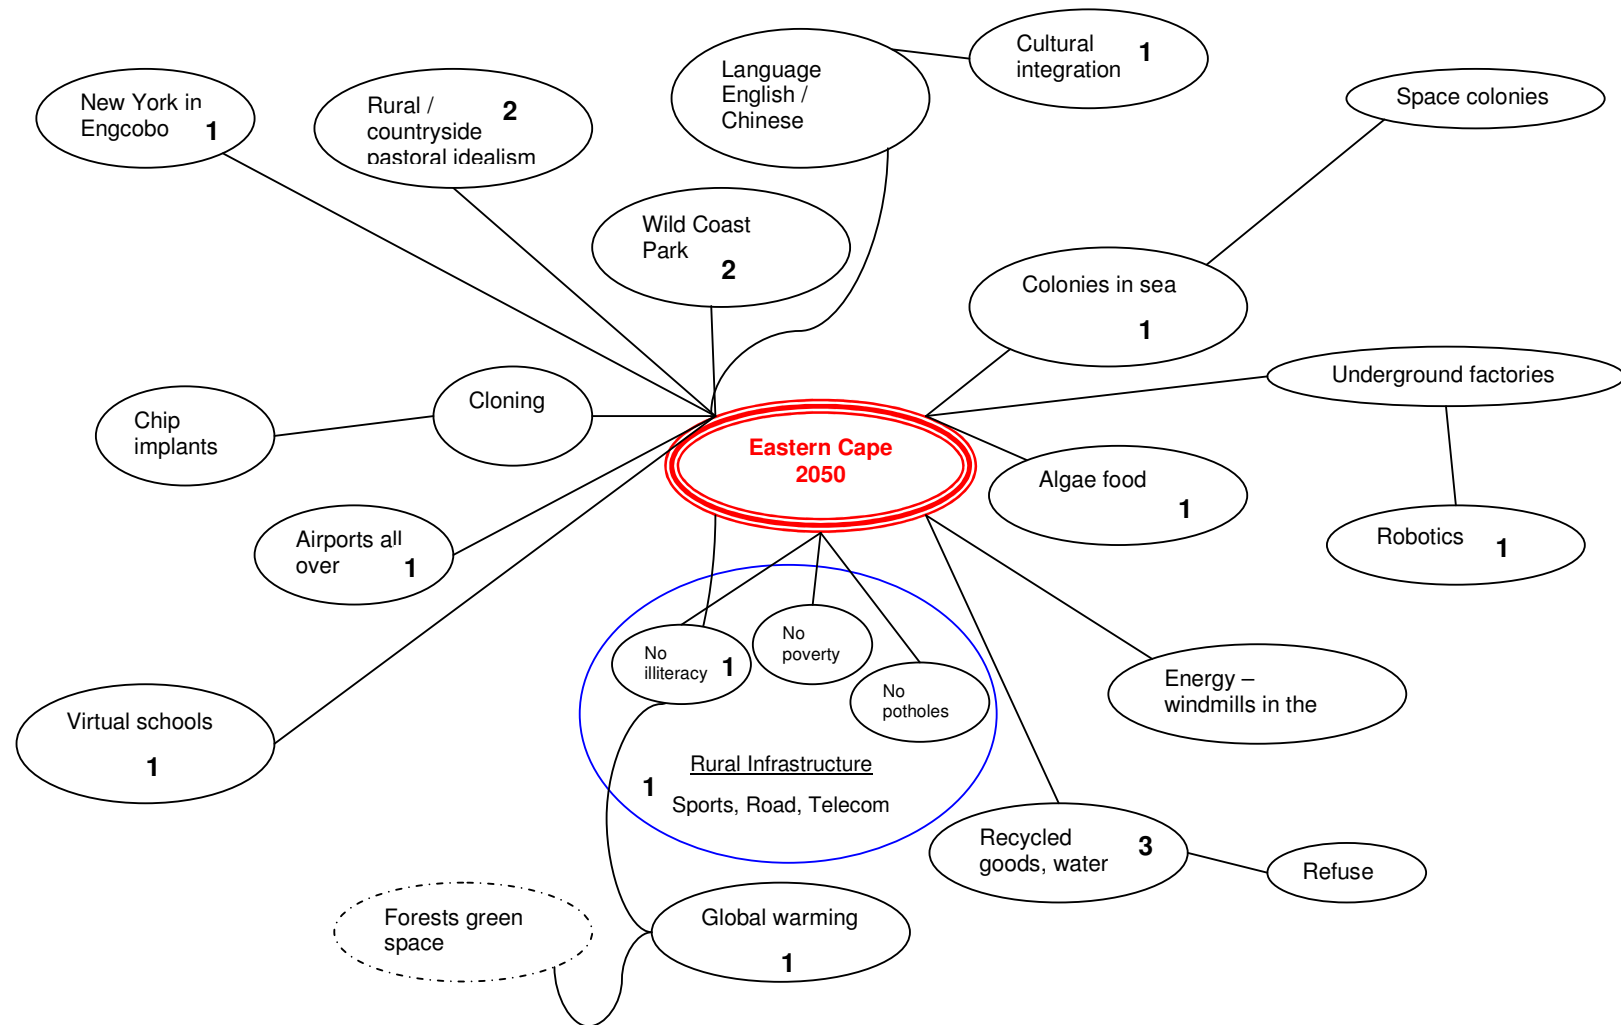 New York in
Engcobo 1
Rural / 2
countryside
pastoral idealism
Language
English /
Chinese
Cultural 1
integration
Space colonies
Wild Coast
Park
2
Colonies in sea
1
Underground factories
Cloning
Chip
implants
Eastern Cape
2050
Algae food
1
Robotics 1
Airports all
over 1
No
illiteracy 1
No
poverty
No
potholes
Energy –
windmills in the
Virtual schools
1
Rural Infrastructure
1
Sports, Road, Telecom
Recycled 3
goods, water
Refuse
Forests green
space
Global warming
1